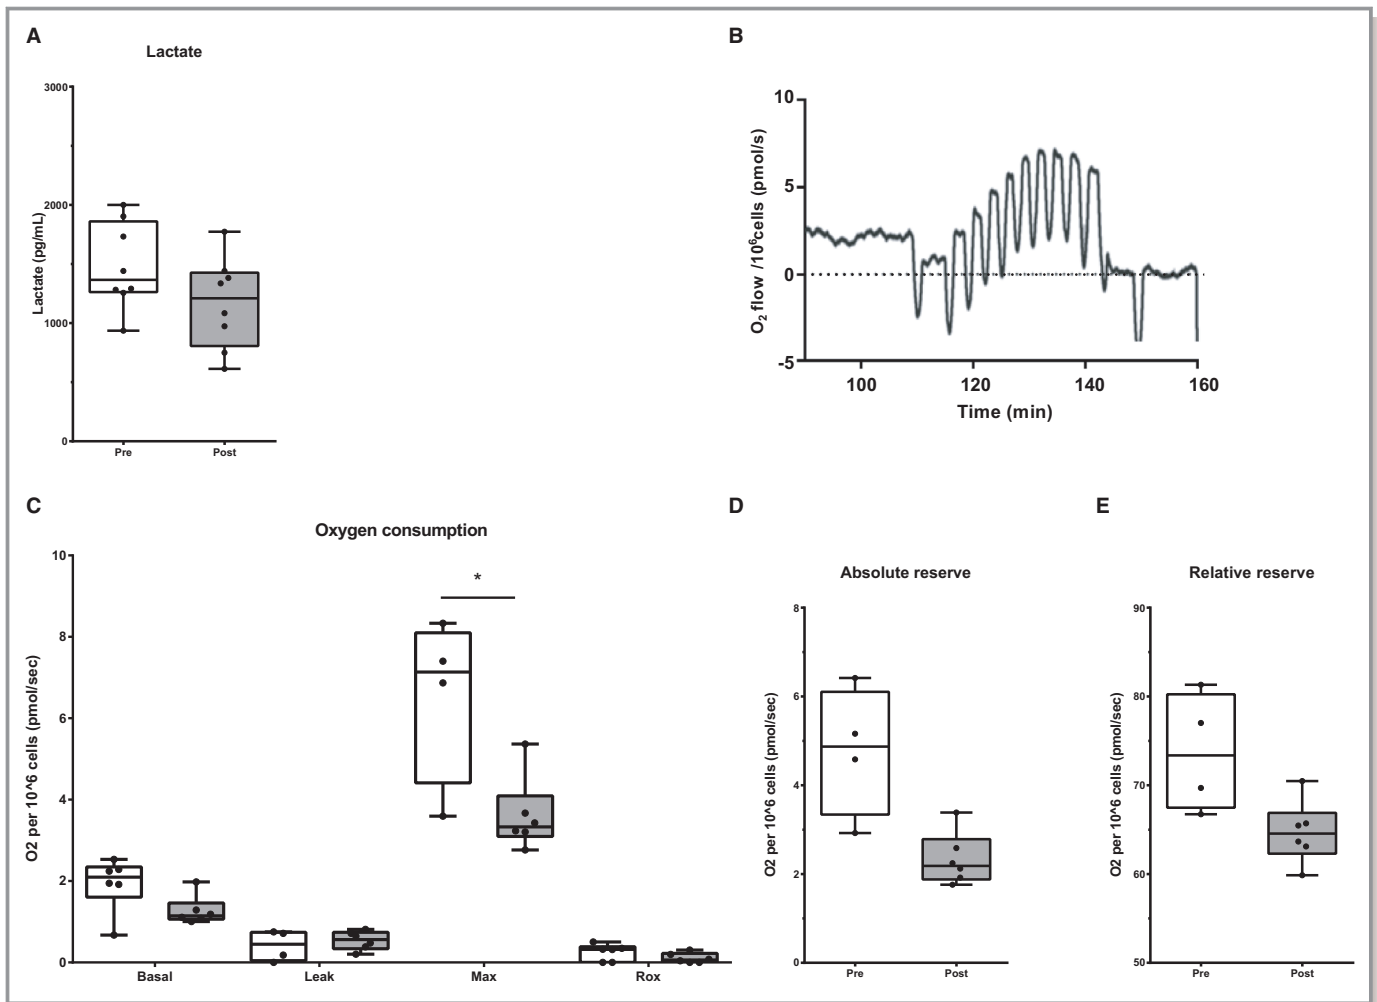 A
Lactate
3000
2000
1000
0
Lactate (pg/mL)
Pre
Post
B
10
5
0
-5
O2 flow /10^6cells (pmol/s)
100
120
140
160
Time (min)
C
Oxygen consumption
10
8
6
4
2
0
O2 per 10^6 cells (pmol/sec)
*
Basal
Leak
Max
Rox
D
Absolute reserve
8
6
4
2
0
O2 per 10^6 cells (pmol/sec)
Pre
Post
E
Relative reserve
90
80
70
60
50
O2 per 10^6 cells (pmol/sec)
Pre
Post